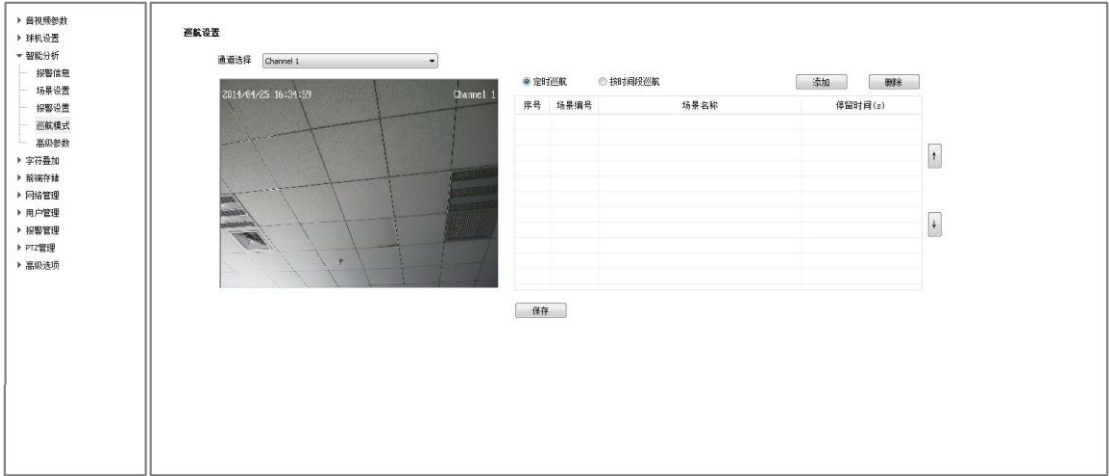 音视频参数
球机设置
智能分析
报警信息
场景设置
报警设置
巡航模式
高级参数
字符叠加
前端存储
网络管理
用户管理
报警管理
PTZ管理
高级选项
巡航设置
通道选择 Channel 1
定时巡航 按时间段巡航 添加 删除
2014/04/25 16:34:59 Channel 1
序号 场景编号 场景名称 停留时间(s)
保存